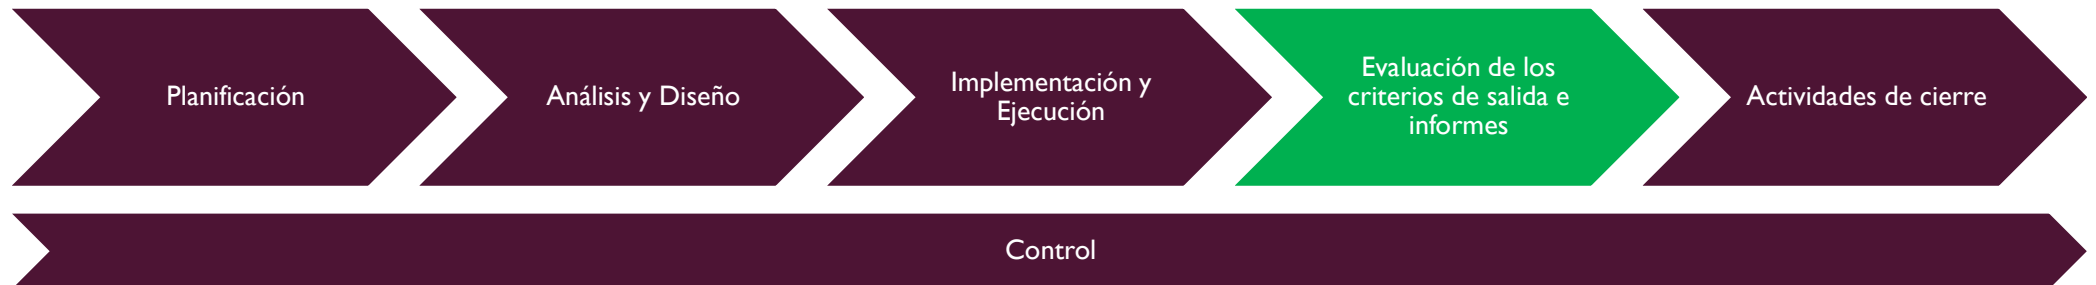 Planificación
Análisis y Diseño
Implementación y
Ejecución
Evaluación de los
criterios de salida e
informes
Actividades de cierre
Control